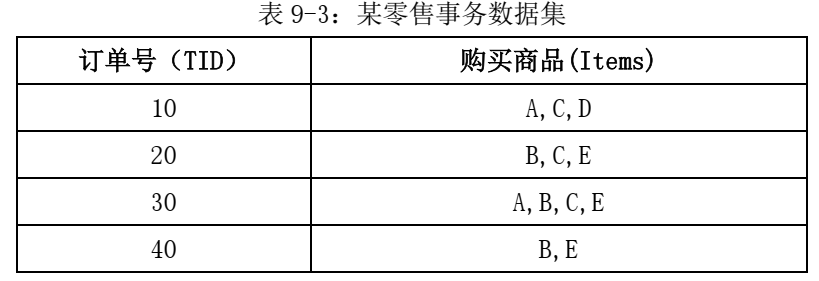 表 9-3：某零售事务数据集
订单号（TID） 购买商品(Items)
10 A,C,D
20 B,C,E
30 A,B,C,E
40 B,E